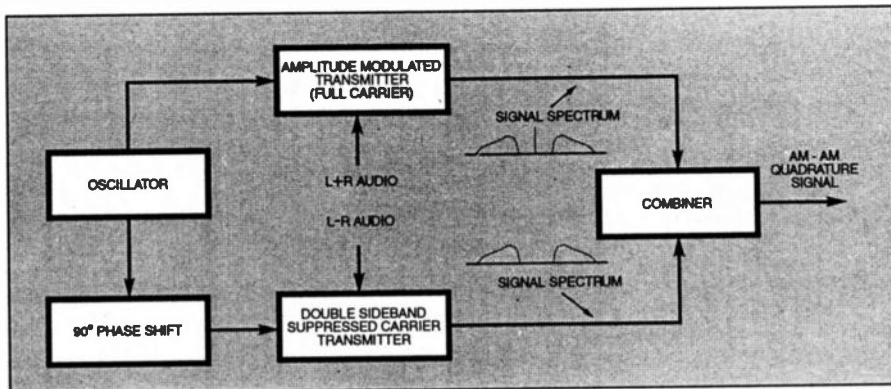 AMPLITUDE MODULATED
TRANSMITTER
(FULL CARRIER)
SIGNAL SPECTRUM
OSCILLATOR
L+R AUDIO
L-R AUDIO
COMBINER
AM - AM
QUADRATURE
SIGNAL
90° PHASE SHIFT
DOUBLE SIDEBAND
SUPPRESSED CARRIER
TRANSMITTER
SIGNAL SPECTRUM